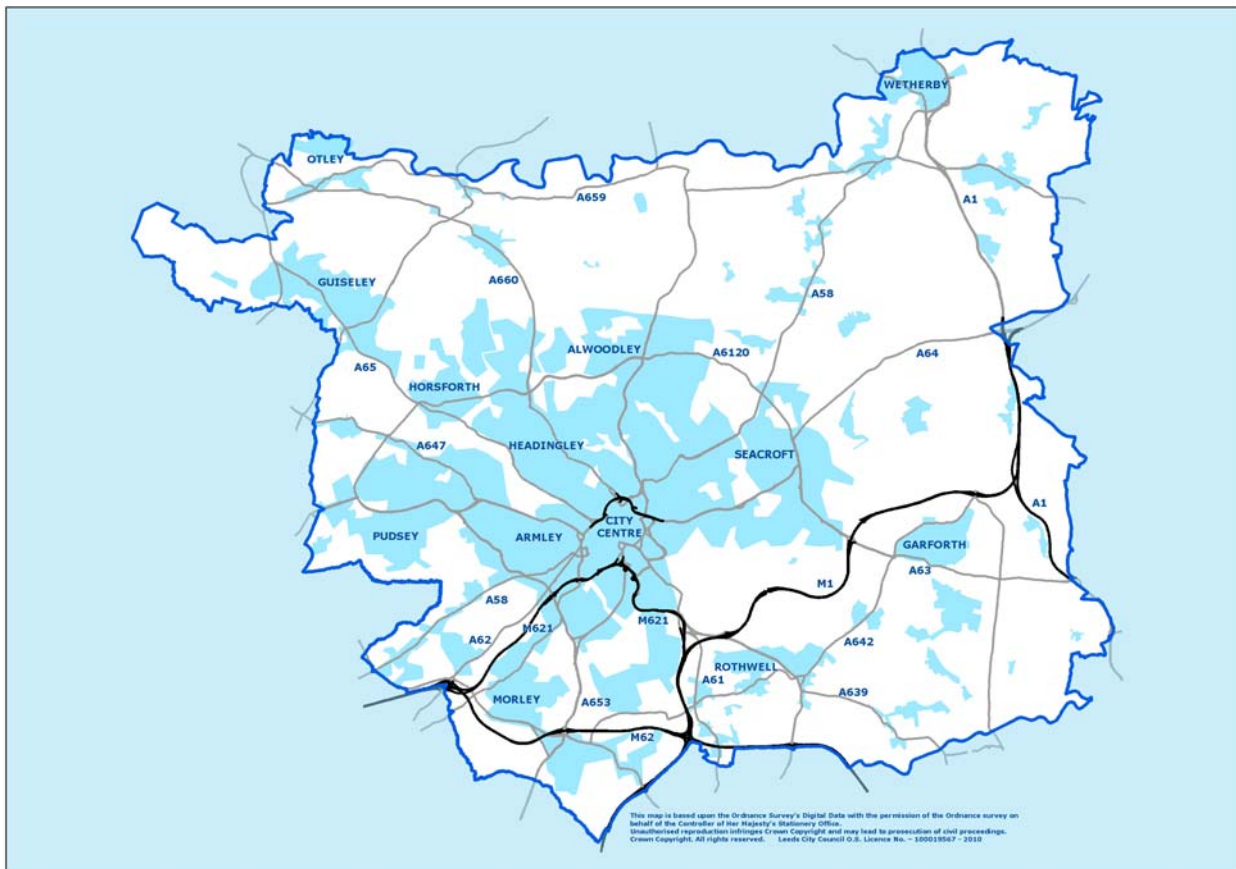 WETHERBY
OTLEY
A659
A1
GUISELEY
A660
A58
ALWOODLEY
A6120
A64
A65
HORSFORTH
A647
HEADINGLEY
SEACROFT
A1
CITY
CENTRE
PUDSEY
ARMLEY
GARFORTH
A63
M1
A58
M621
M621
A62
A642
ROTHWELL
A61
A639
MORLEY
A653
M62
This map is based upon the Ordnance Survey's Digital Data with the permission of the Ordnance survey on
behalf of the Controller of Her Majesty's Stationery Office.
Unauthorised reproduction infringes Crown Copyright and may lead to prosecution of civil proceedings.
Crown Copyright. All rights reserved. Leeds City Council O.S. Licence No. – 100019567 - 2010